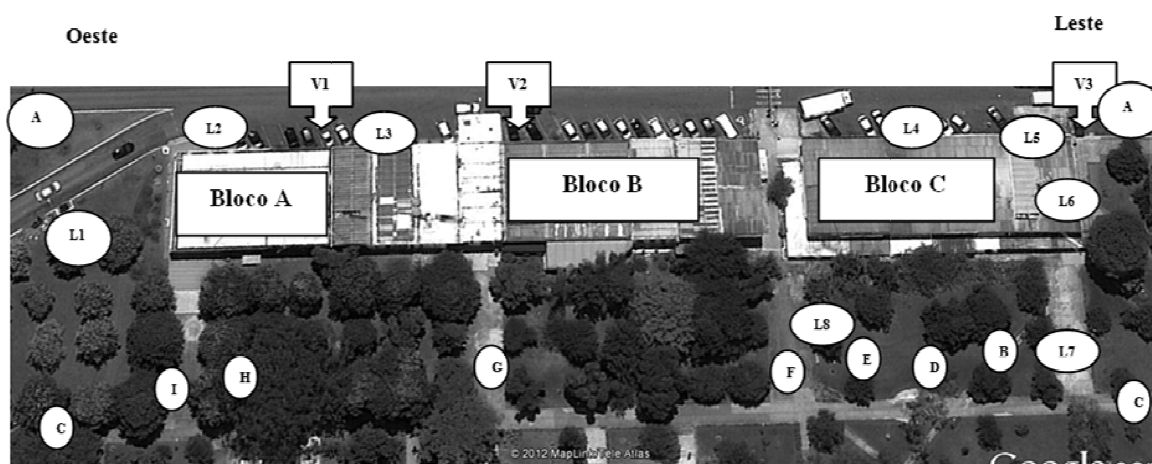 Oeste
Leste
V1
V2
V3
A
A
L2
L3
L4
L5
Bloco A
Bloco B
Bloco C
L6
L1
L8
E
D
B
L7
I
H
G
F
C
C
© 2012 MapLink/Tele Atlas